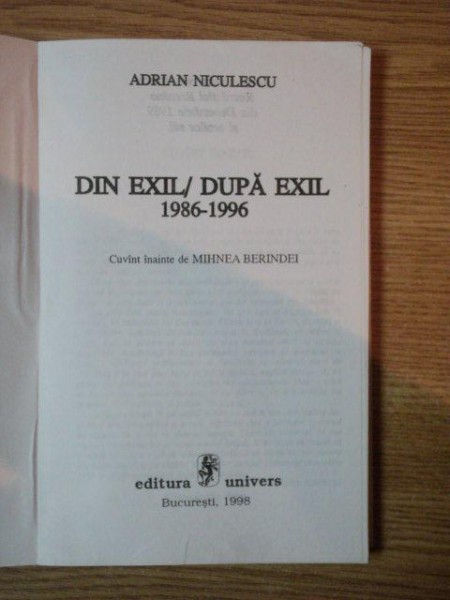 ADRIAN NICULESCU
DIN EXIL/ DUPĂ EXIL
1986-1996
Cuvînt înainte de MIHNEA BERINDEI
editura univers
București, 1998